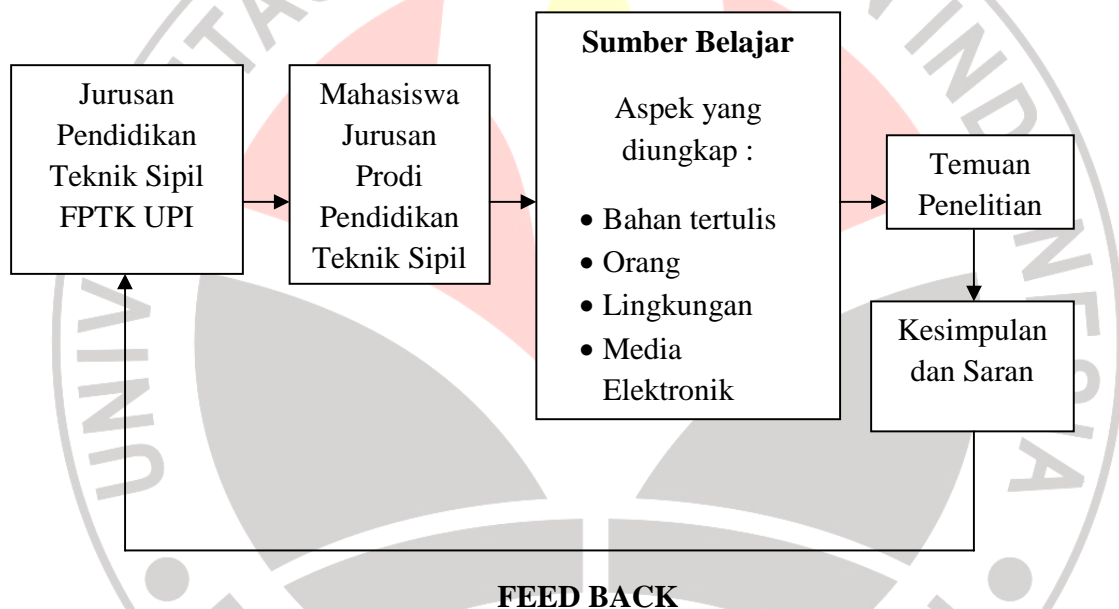 Jurusan
Pendidikan
Teknik Sipil
FPTK UPI
Mahasiswa
Jurusan
Prodi
Pendidikan
Teknik Sipil
Sumber Belajar
Aspek yang
diungkap :
• Bahan tertulis
• Orang
• Lingkungan
• Media
Elektronik
Temuan
Penelitian
Kesimpulan
dan Saran
FEED BACK